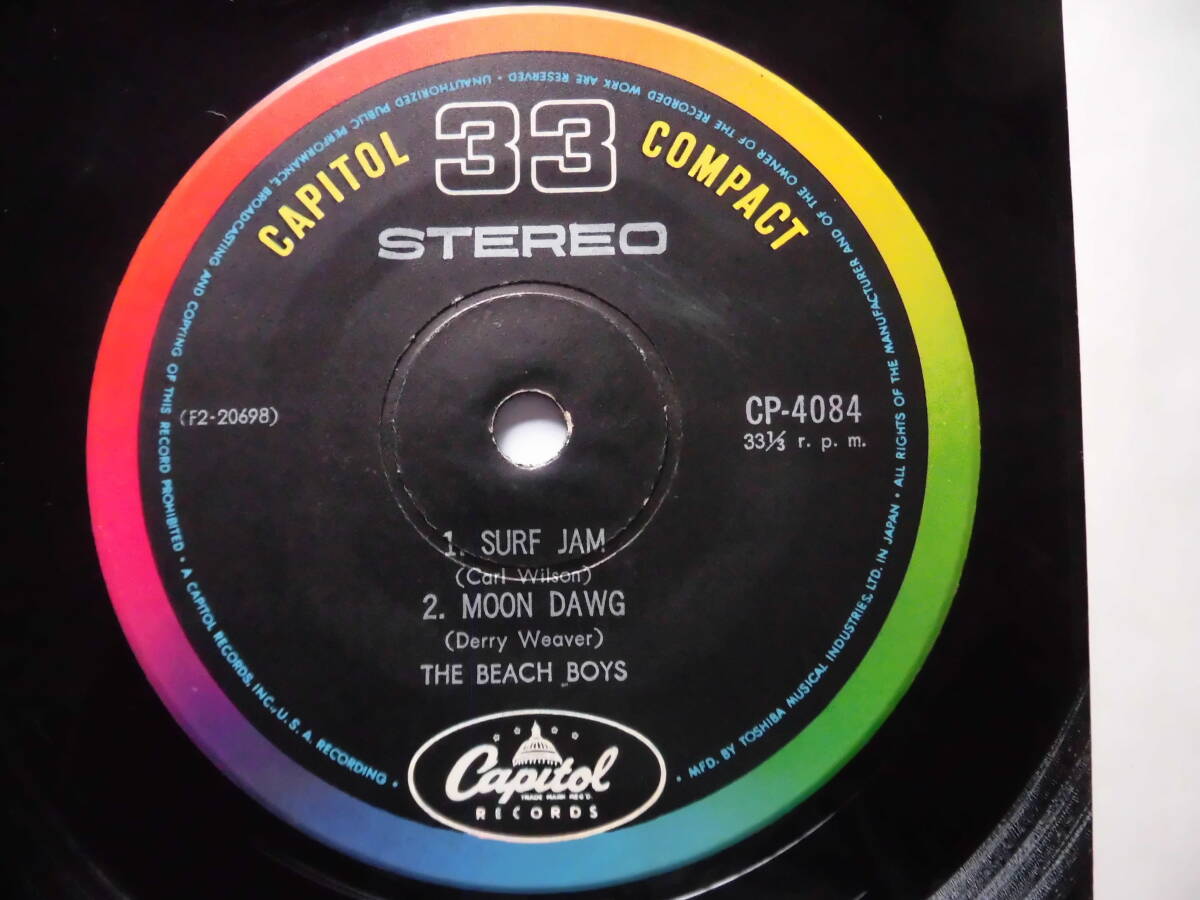 CAPITOL 33 COMPACT
STEREO
(F2-20698)
CP-4084
33⅓ r. p. m.
1. SURF JAM
(Carl Wilson)
2. MOON DAWG
(Derry Weaver)
THE BEACH BOYS
Capitol
TRADE MARK REG'D.
RECORDS
MFD. BY TOSHIBA MUSICAL INDUSTRIES, LTD. IN JAPAN • ALL RIGHTS OF THE MANUFACTURER AND OF THE OWNER OF THE RECORDED WORK ARE RESERVED • UNAUTHORIZED PUBLIC PERFORMANCE, BROADCASTING AND COPYING OF THIS RECORD PROHIBITED • A CAPITOL RECORDS, INC., U. S. A. RECORDING •